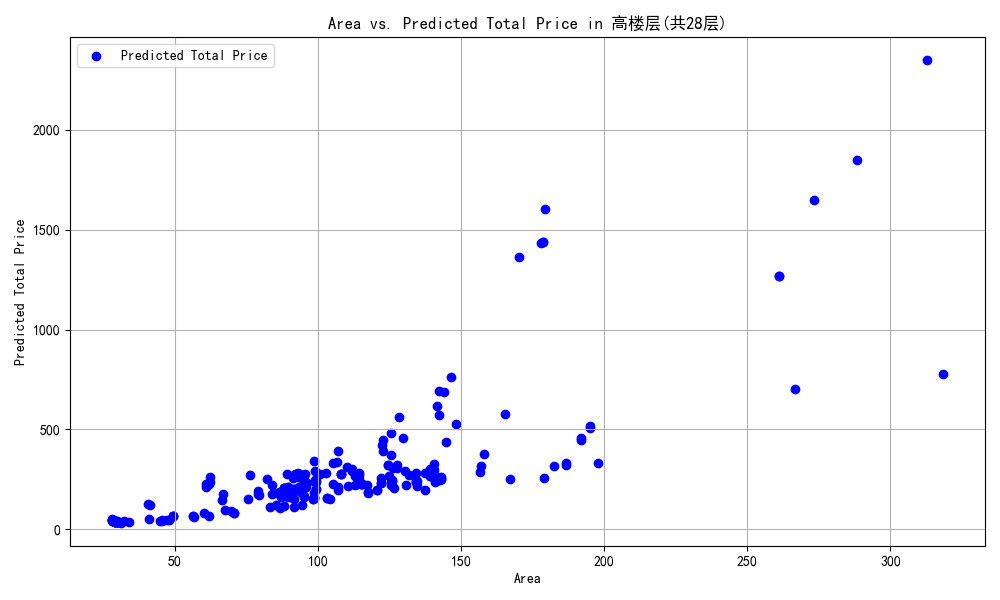 Area vs. Predicted Total Price in 高楼层(共28层)
Predicted Total Price
Predicted Total Price
2000
1500
1000
500
0
50 100 150 200 250 300
Area